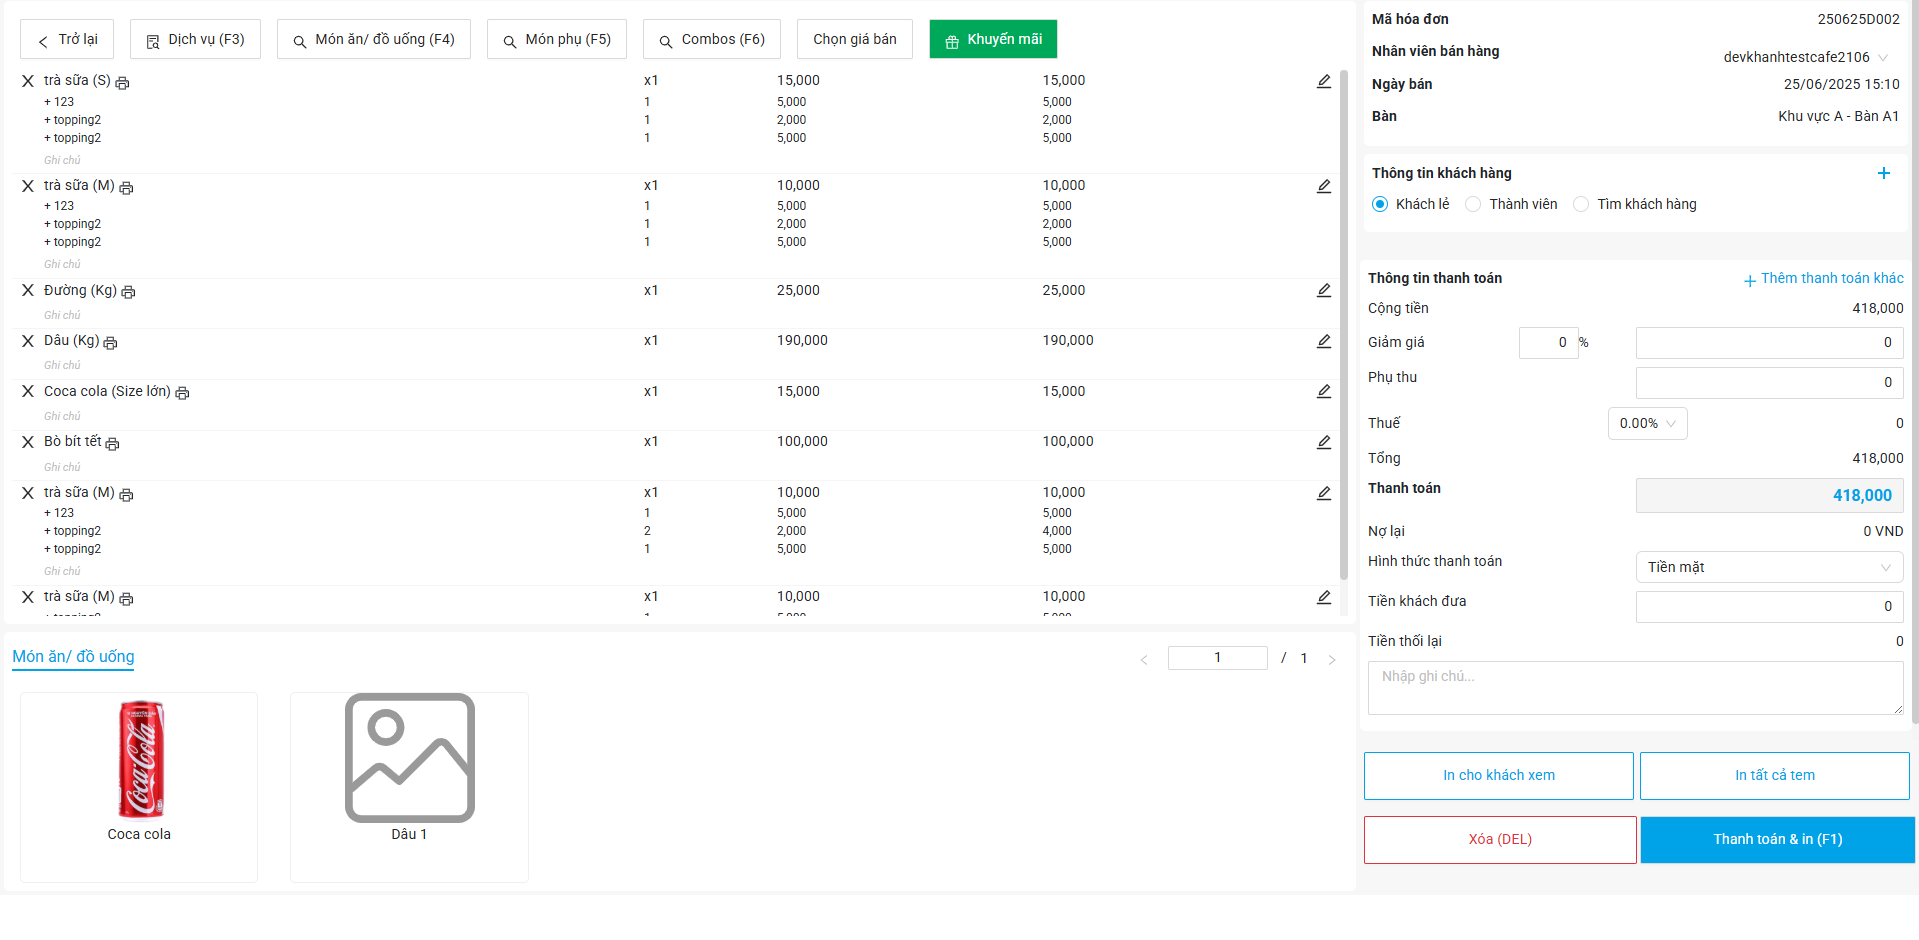 Trở lại
Dịch vụ (F3)
Món ăn/ đồ uống (F4)
Món phụ (F5)
Combos (F6)
Chọn giá bán
Khuyến mãi
X trà sữa (S) x1 15,000 15,000
+ 123 1 5,000 5,000
+ topping2 1 2,000 2,000
+ topping2 1 5,000 5,000
Ghi chú
X trà sữa (M) x1 10,000 10,000
+ 123 1 5,000 5,000
+ topping2 1 2,000 2,000
+ topping2 1 5,000 5,000
Ghi chú
X Đường (Kg) x1 25,000 25,000
Ghi chú
X Dâu (Kg) x1 190,000 190,000
Ghi chú
X Coca cola (Size lớn) x1 15,000 15,000
Ghi chú
X Bò bít tết x1 100,000 100,000
Ghi chú
X trà sữa (M) x1 10,000 10,000
+ 123 1 5,000 5,000
+ topping2 2 2,000 4,000
+ topping2 1 5,000 5,000
Ghi chú
X trà sữa (M) x1 10,000 10,000
Món ăn/ đồ uống
1 / 1
Coca-Cola
Coca cola
Dâu 1
Mã hóa đơn 250625D002
Nhân viên bán hàng devkhanhtestcafe2106
Ngày bán 25/06/2025 15:10
Bàn Khu vực A - Bàn A1
Thông tin khách hàng
Khách lẻ Thành viên Tìm khách hàng
Thông tin thanh toán + Thêm thanh toán khác
Cộng tiền 418,000
Giảm giá 0 % 0
Phụ thu 0
Thuế 0.00% 0
Tổng 418,000
Thanh toán 418,000
Nợ lại 0 VND
Hình thức thanh toán Tiền mặt
Tiền khách đưa 0
Tiền thối lại 0
Nhập ghi chú...
In cho khách xem
In tất cả tem
Xóa (DEL)
Thanh toán & in (F1)